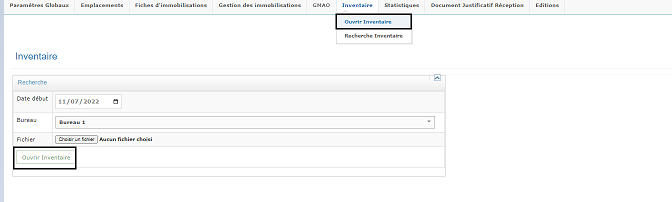 Paramètres Globaux Emplacements Fiches d'immobilisations Gestion des immobilisations GMAO Inventaire Statistiques Document Justificatif Réception Editions
Ouvrir Inventaire
Recherche Inventaire
Inventaire
Recherche
Date début 11/07/2022
Bureau Bureau 1
Fichier Choisir un fichier Aucun fichier choisi
Ouvrir Inventaire